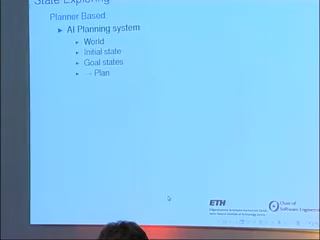 State Exploring
Planner Based
AI Planning system
World
Initial state
Goal states
→ Plan
ETH
Chair of
Software Engineering